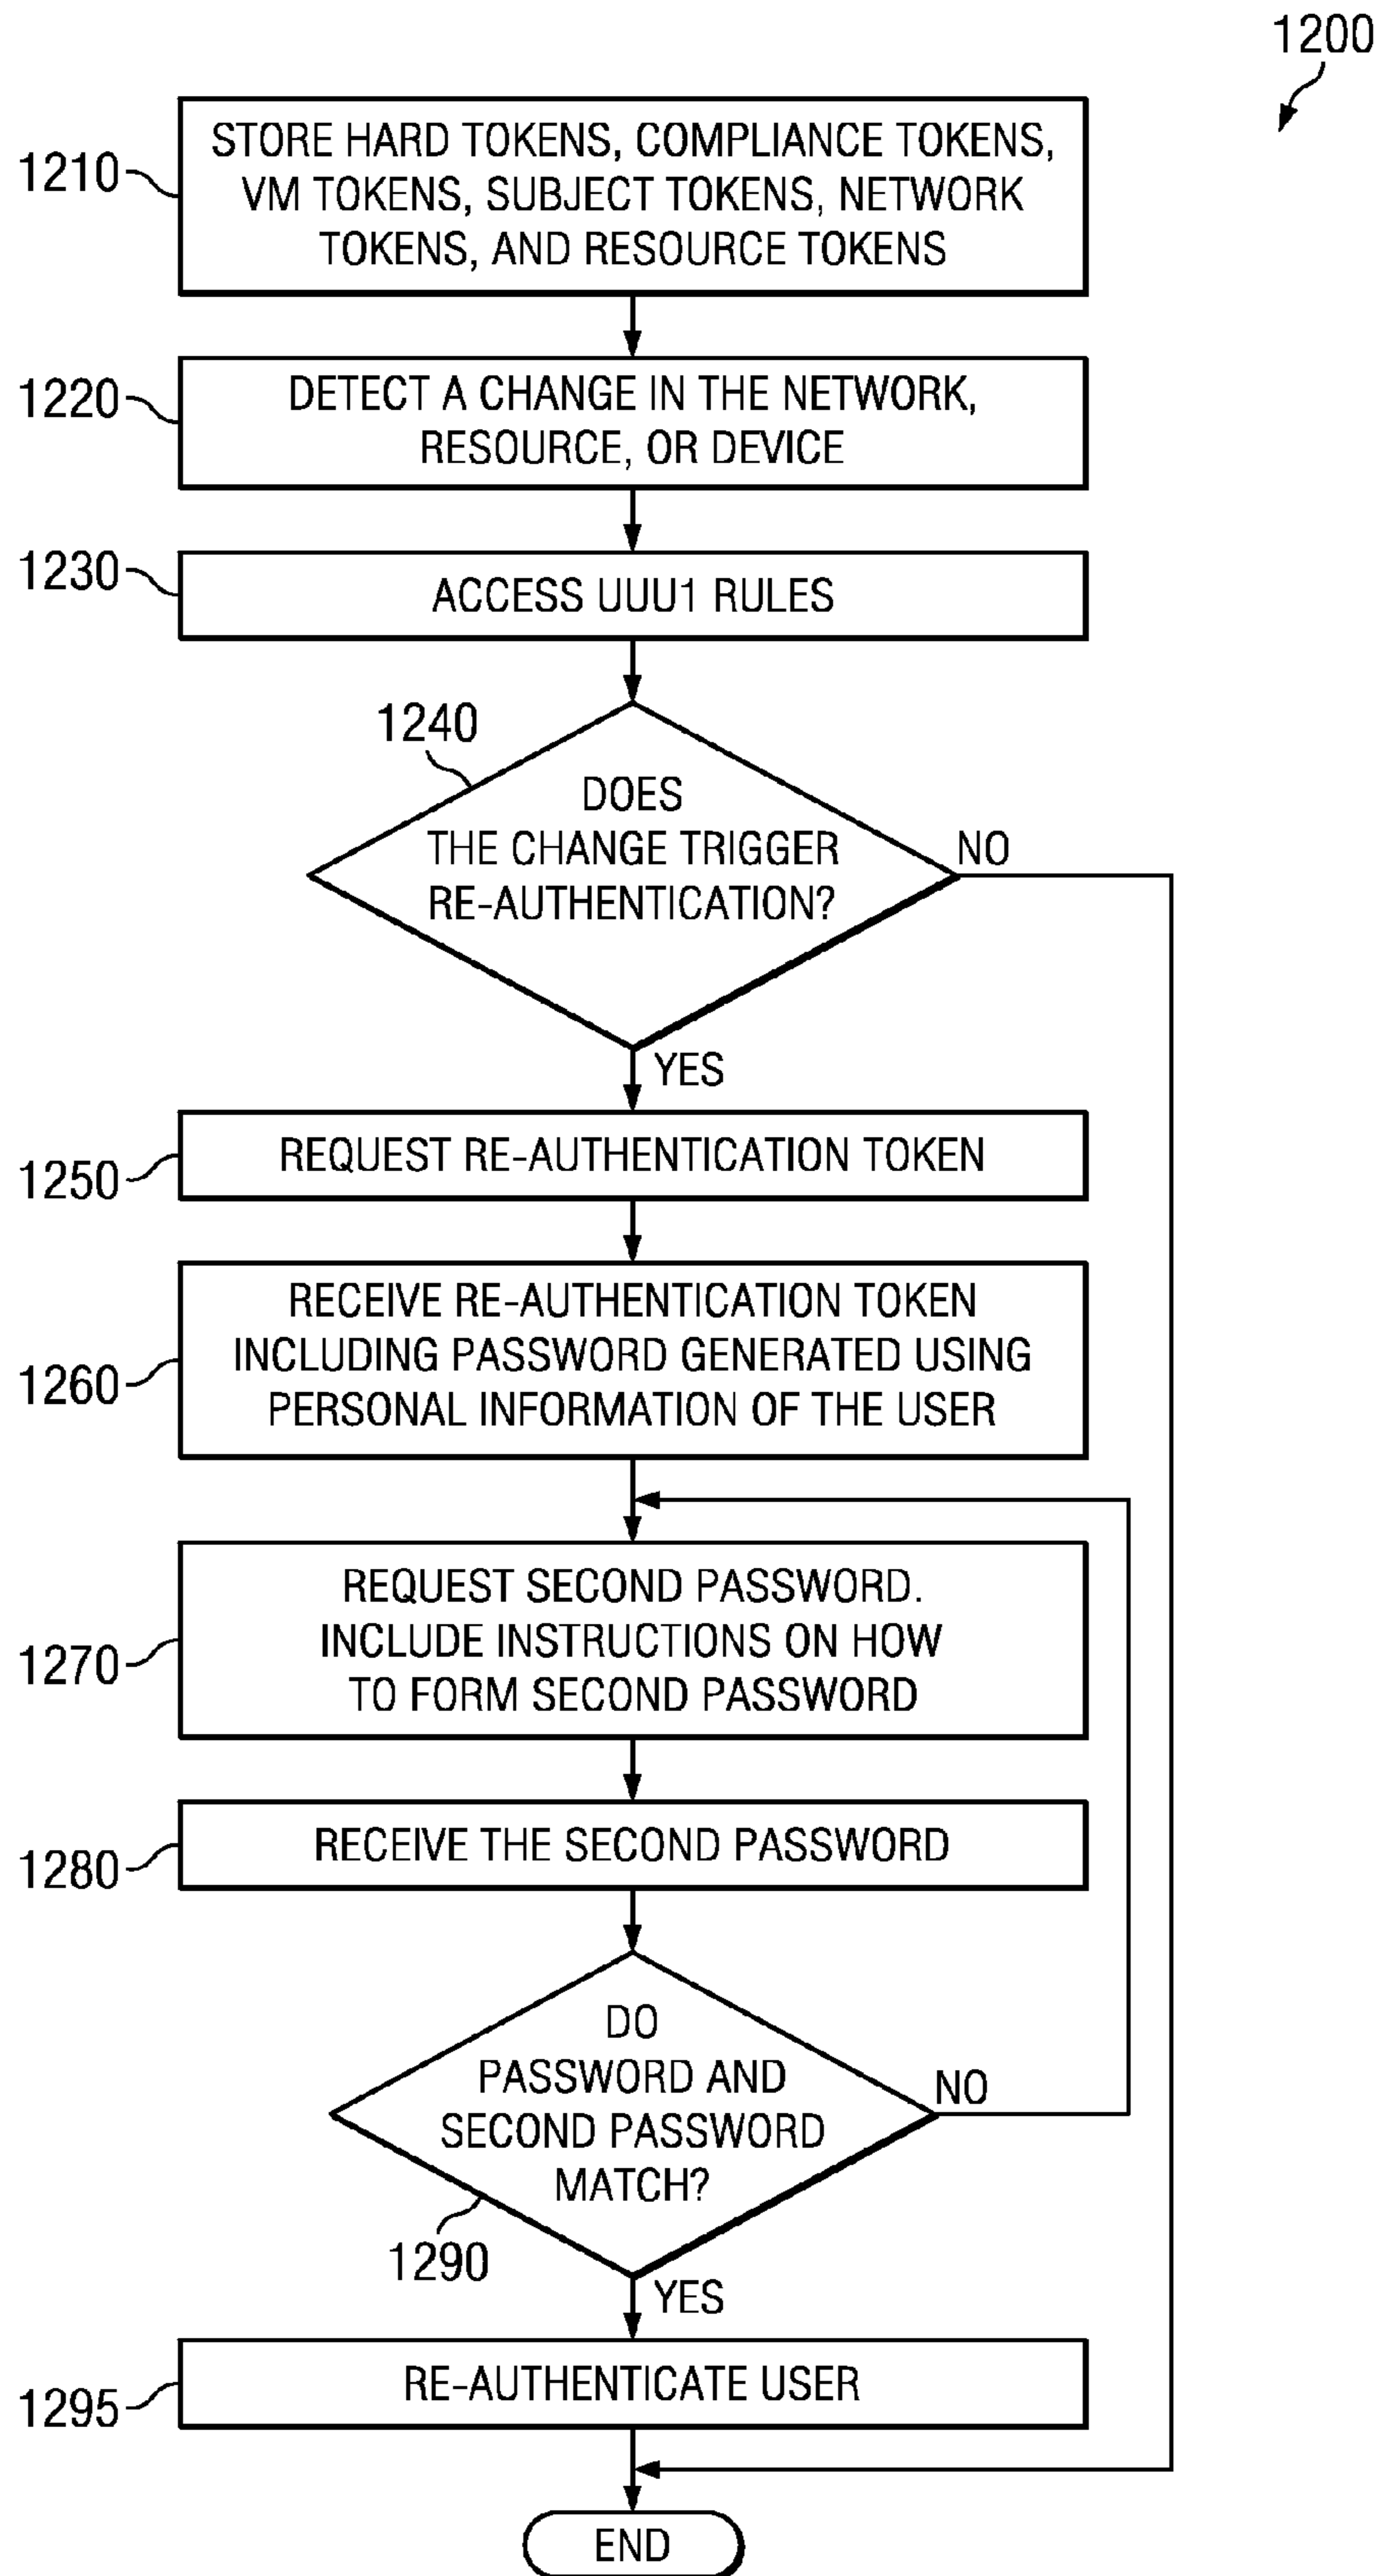 1200
1210
STORE HARD TOKENS, COMPLIANCE TOKENS,
VM TOKENS, SUBJECT TOKENS, NETWORK
TOKENS, AND RESOURCE TOKENS
1220
DETECT A CHANGE IN THE NETWORK,
RESOURCE, OR DEVICE
1230
ACCESS UUU1 RULES
1240
DOES
THE CHANGE TRIGGER
RE-AUTHENTICATION?
NO
YES
1250
REQUEST RE-AUTHENTICATION TOKEN
1260
RECEIVE RE-AUTHENTICATION TOKEN
INCLUDING PASSWORD GENERATED USING
PERSONAL INFORMATION OF THE USER
1270
REQUEST SECOND PASSWORD.
INCLUDE INSTRUCTIONS ON HOW
TO FORM SECOND PASSWORD
1280
RECEIVE THE SECOND PASSWORD
DO
PASSWORD AND
SECOND PASSWORD
MATCH?
NO
1290
YES
1295
RE-AUTHENTICATE USER
END